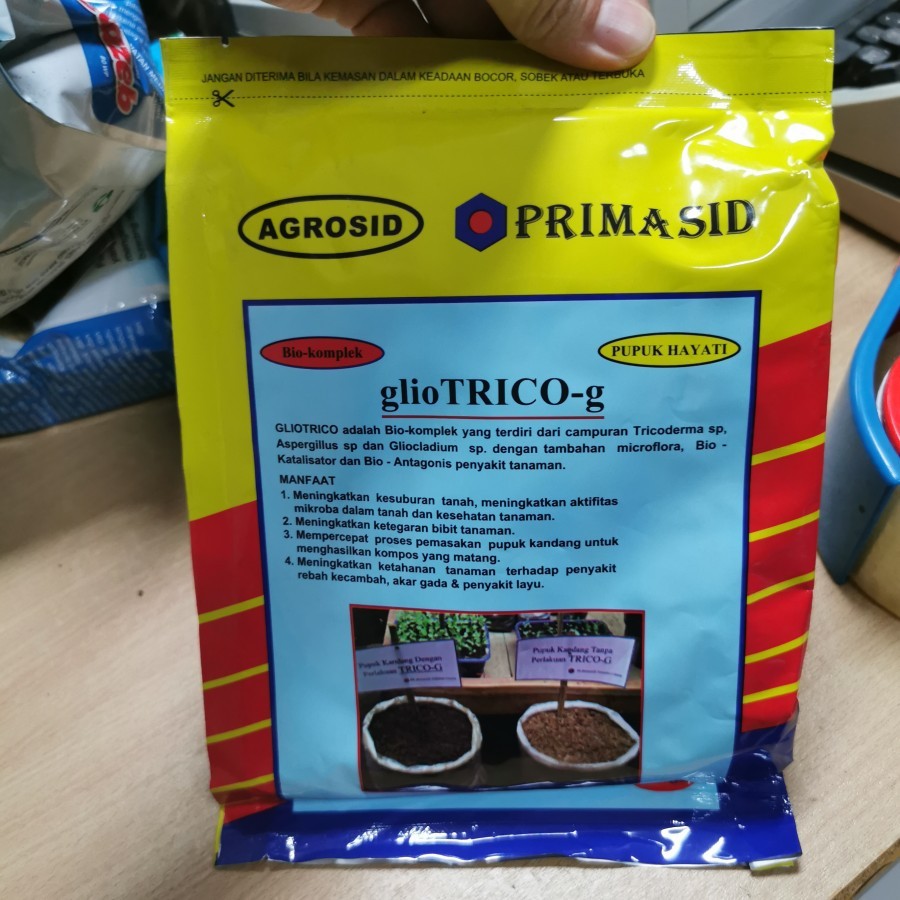 JANGAN DITERIMA BILA KEMASAN DALAM KEADAAN BOCOR, SOBEK ATAU TERBUKA
AGROSID PRIMASID
Bio-komplek PUPUK HAYATI
glioTRICO-g
GLIOTRICO adalah Bio-komplek yang terdiri dari campuran Tricoderma sp,
Aspergillus sp dan Gliocladium sp. dengan tambahan microflora, Bio -
Katalisator dan Bio - Antagonis penyakit tanaman.
MANFAAT
1. Meningkatkan kesuburan tanah, meningkatkan aktifitas
mikroba dalam tanah dan kesehatan tanaman.
2. Meningkatkan ketegaran bibit tanaman.
3. Mempercepat proses pemasakan pupuk kandang untuk
menghasilkan kompos yang matang.
4. Meningkatkan ketahanan tanaman terhadap penyakit
rebah kecambah, akar gada & penyakit layu.
Pupuk Kandang Dengan
Perlakuan TRICO-G
Pupuk Kandang Tanpa
Perlakuan TRICO-G